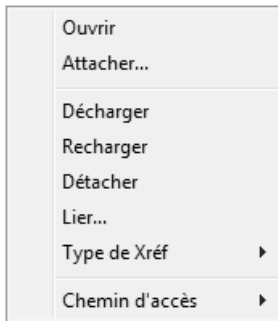 Ouvrir
Attacher...
Décharger
Recharger
Détacher
Lier...
Type de Xréf
Chemin d'accès